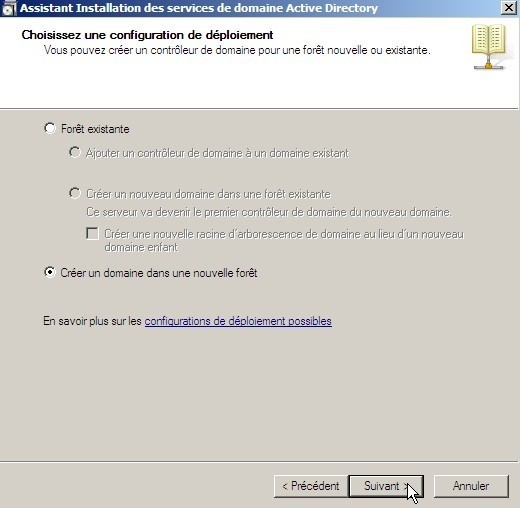 Assistant Installation des services de domaine Active Directory
Choisissez une configuration de déploiement
Vous pouvez créer un contrôleur de domaine pour une forêt nouvelle ou existante.
Forêt existante
Ajouter un contrôleur de domaine à un domaine existant
Créer un nouveau domaine dans une forêt existante
Ce serveur va devenir le premier contrôleur de domaine du nouveau domaine.
Créer une nouvelle racine d'arborescence de domaine au lieu d'un nouveau
domaine enfant
Créer un domaine dans une nouvelle forêt
En savoir plus sur les configurations de déploiement possibles
< Précédent Suivant > Annuler